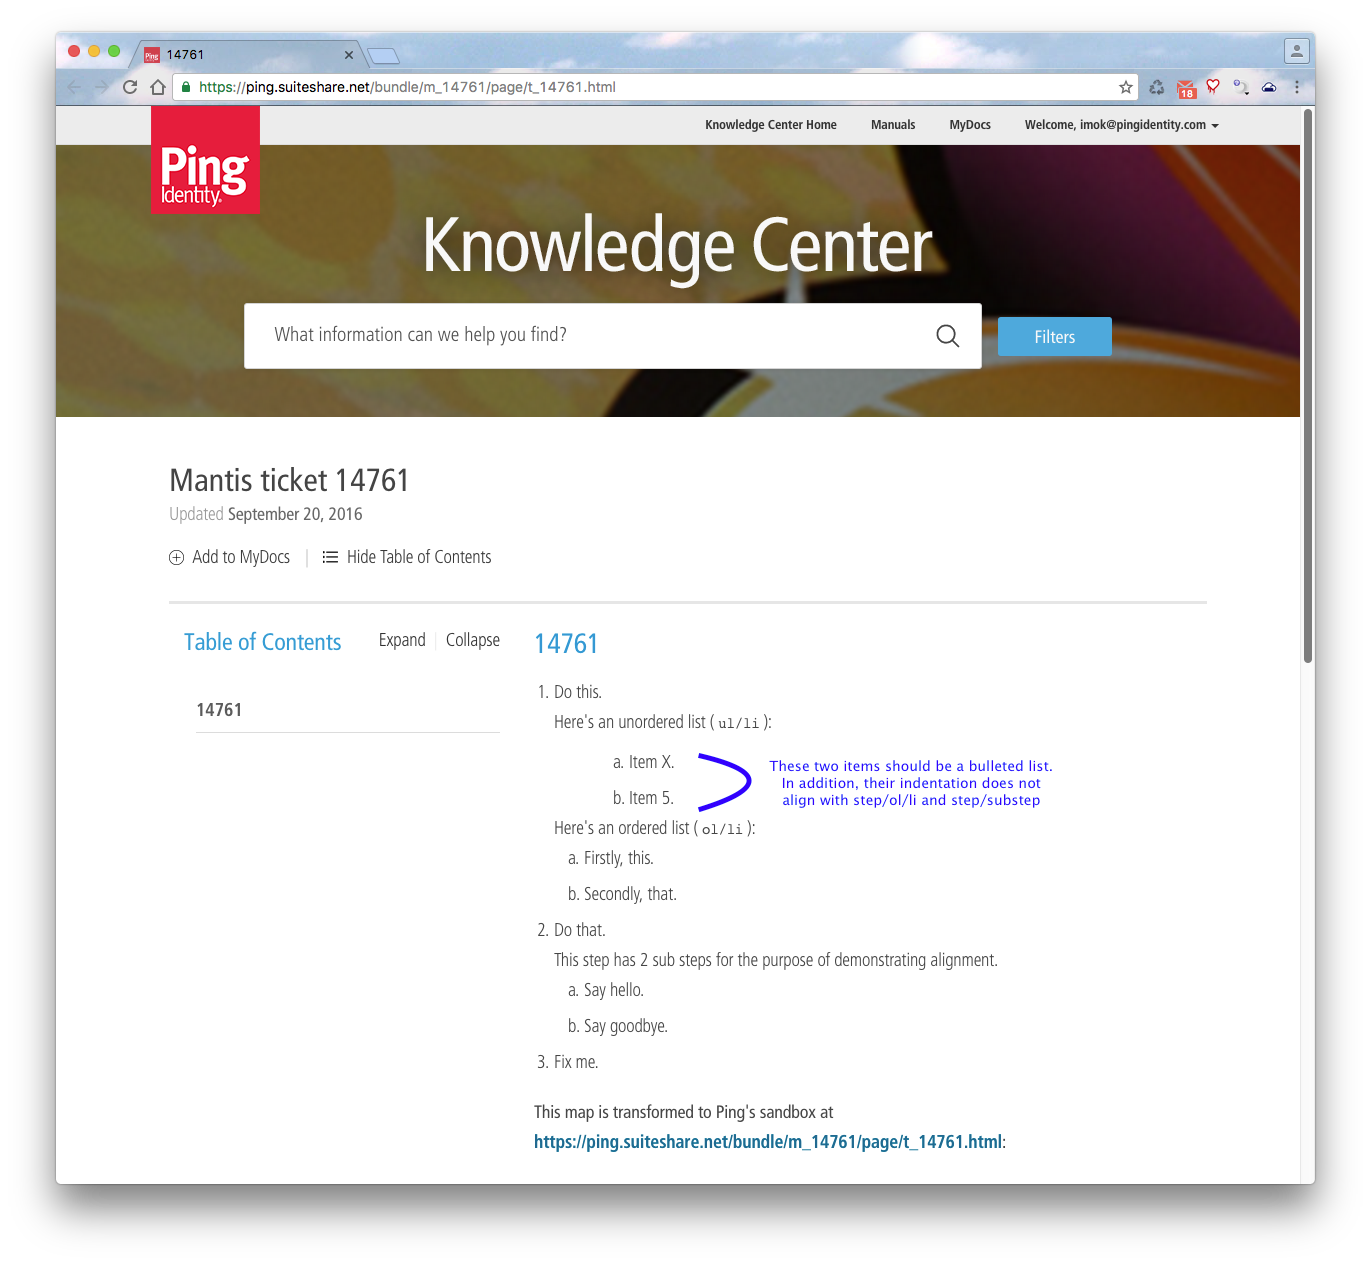 14761
https://ping.suiteshare.net/bundle/m_14761/page/t_14761.html
18
Knowledge Center Home Manuals MyDocs Welcome, imok@pingidentity.com
Ping
Identity
Knowledge Center
What information can we help you find?
Filters
Mantis ticket 14761
Updated September 20, 2016
Add to MyDocs | Hide Table of Contents
Table of Contents Expand Collapse
14761
14761
1. Do this.
Here's an unordered list ( ul/li ):
a. Item X.
b. Item 5.
These two items should be a bulleted list.
In addition, their indentation does not
align with step/ol/li and step/substep
Here's an ordered list ( ol/li ):
a. Firstly, this.
b. Secondly, that.
2. Do that.
This step has 2 sub steps for the purpose of demonstrating alignment.
a. Say hello.
b. Say goodbye.
3. Fix me.
This map is transformed to Ping's sandbox at
https://ping.suiteshare.net/bundle/m_14761/page/t_14761.html: